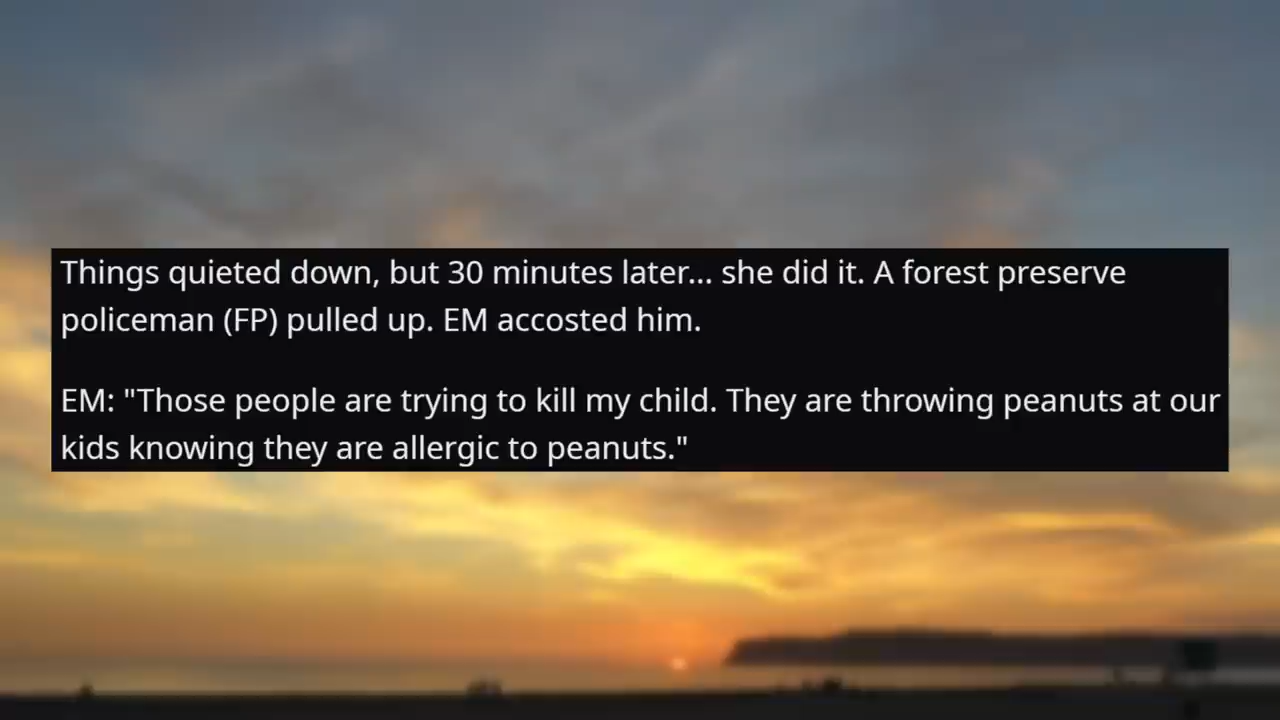 Things quieted down, but 30 minutes later... she did it. A forest preserve
policeman (FP) pulled up. EM accosted him.
EM: "Those people are trying to kill my child. They are throwing peanuts at our
kids knowing they are allergic to peanuts."